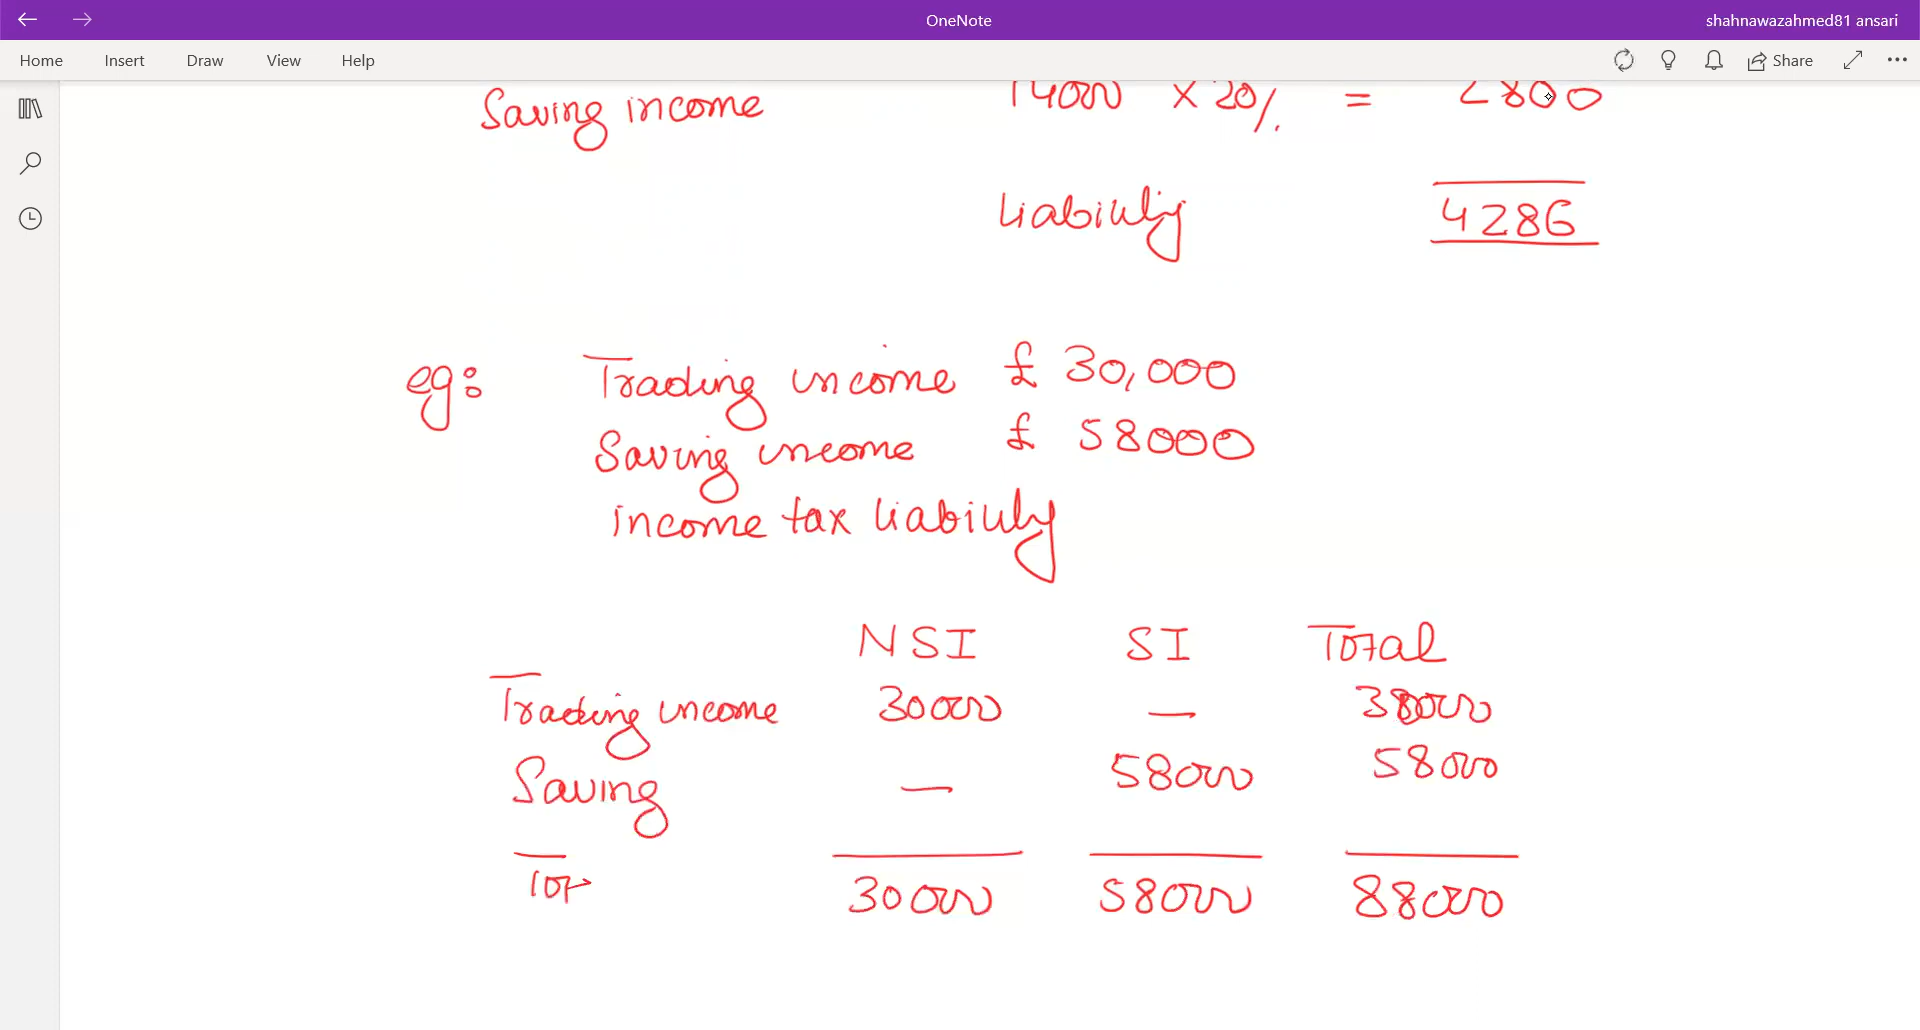 OneNote
shahnawazahmed81 ansari
Home Insert Draw View Help Share
Saving income 14000 x 20% = 2800
Liability 4286
eg: Trading income £ 30,000
Saving income £ 58000
income tax liability
NSI SI Total
Trading income 30000 — 30000
Saving — 58000 58000
Tot 30000 58000 88000